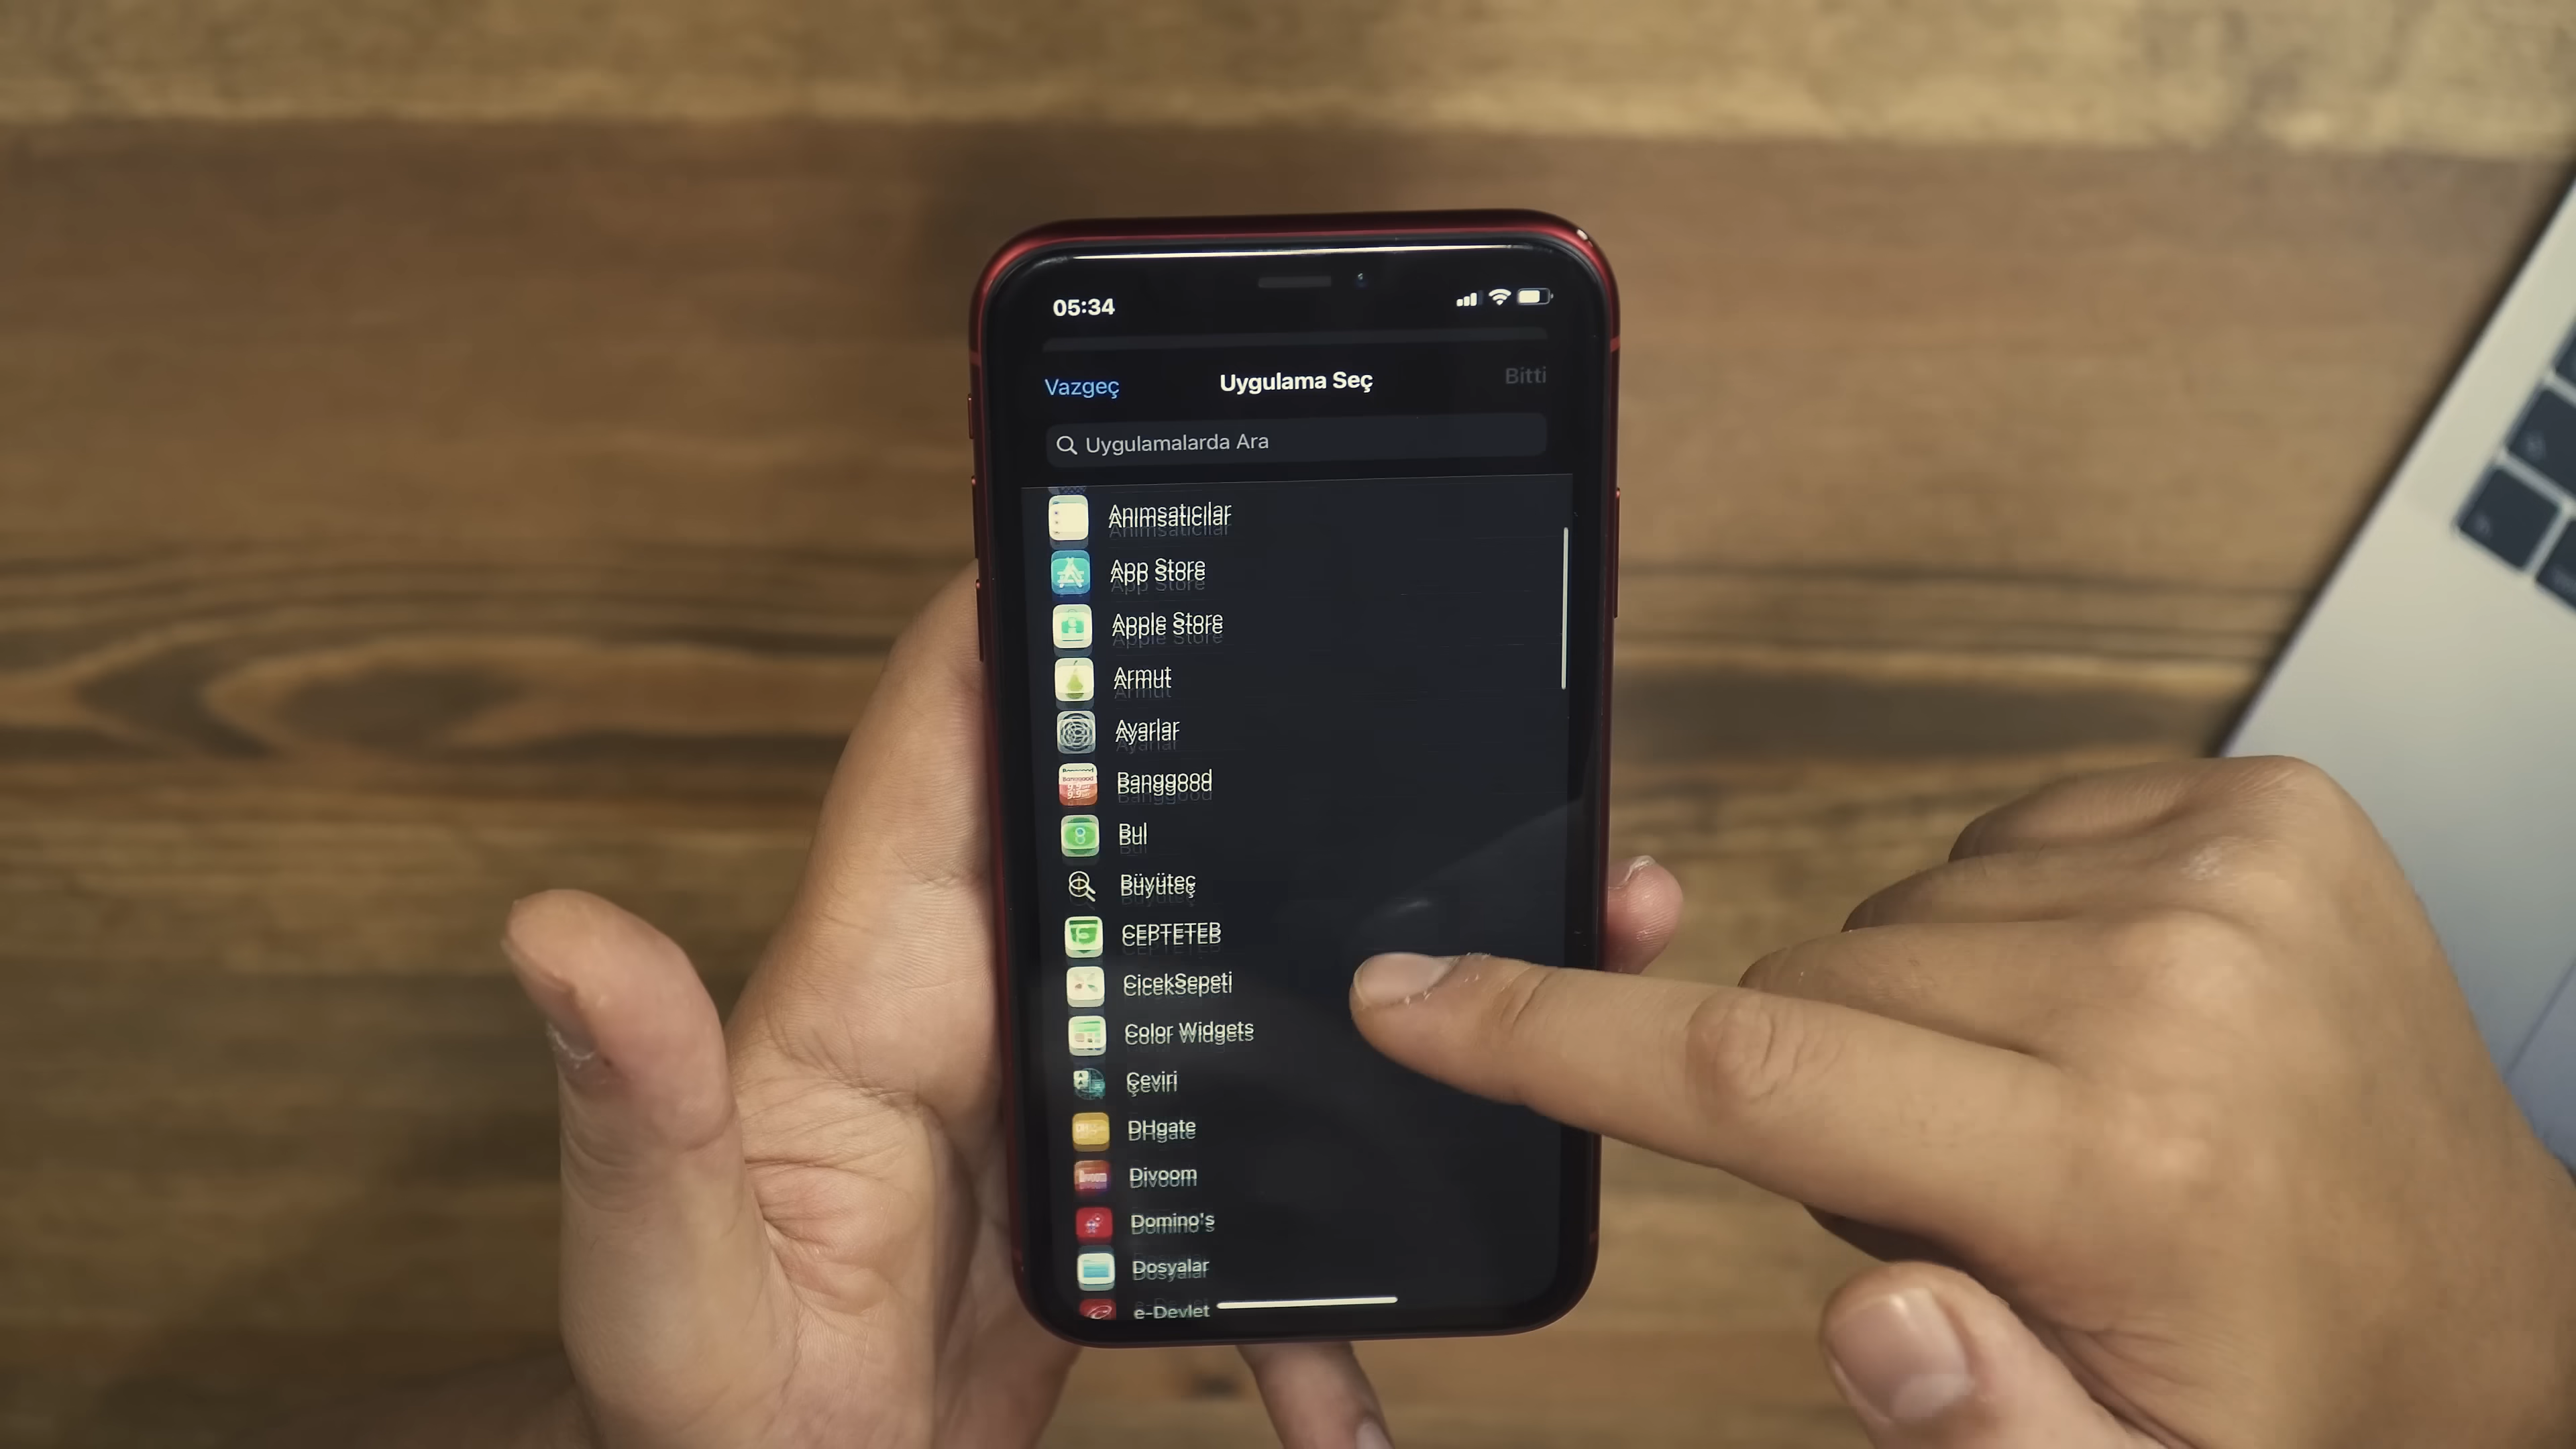 05:34
Vazgeç
Uygulama Seç
Bitti
Uygulamalarda Ara
Anımsatıcılar
App Store
Apple Store
Armut
Ayarlar
Banggood
Bul
Büyüteç
CEPTETEB
CicekSepeti
Color Widgets
Çeviri
DHgate
Divoom
Domino's
Dosyalar
e-Devlet